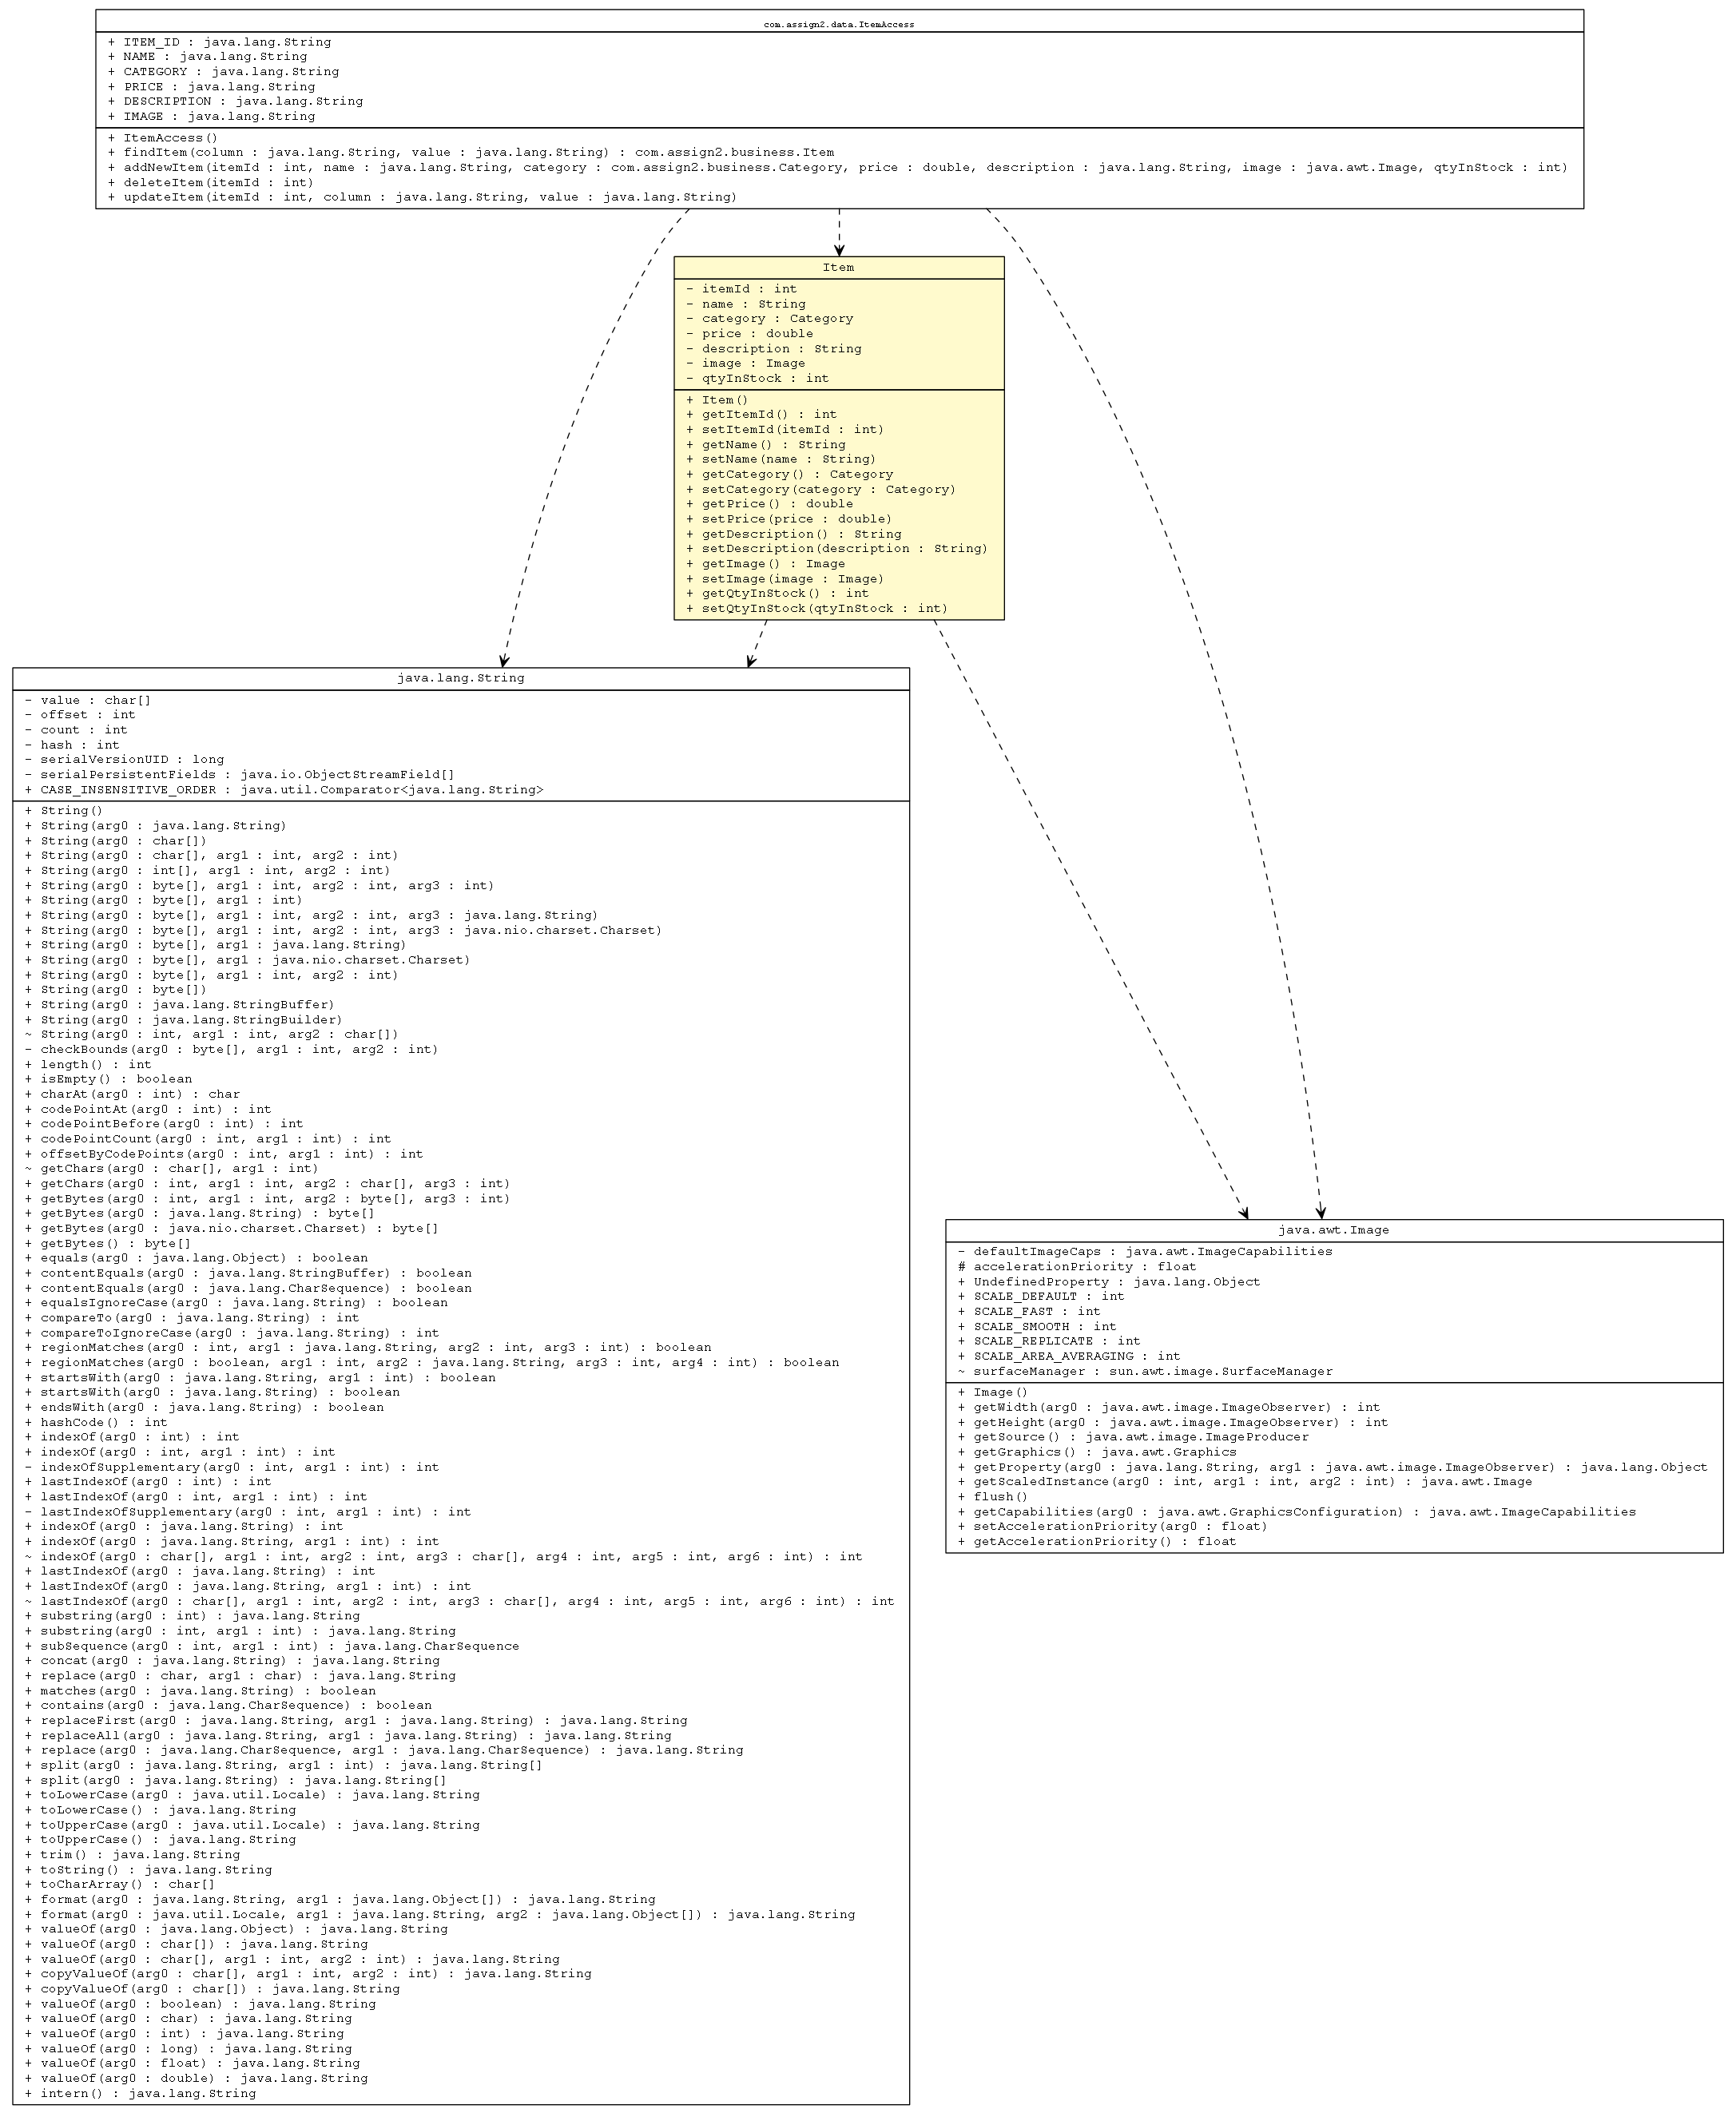 com.assign2.data.ItemAccess
+ ITEM_ID : java.lang.String
+ NAME : java.lang.String
+ CATEGORY : java.lang.String
+ PRICE : java.lang.String
+ DESCRIPTION : java.lang.String
+ IMAGE : java.lang.String
+ ItemAccess()
+ findItem(column : java.lang.String, value : java.lang.String) : com.assign2.business.Item
+ addNewItem(itemId : int, name : java.lang.String, category : com.assign2.business.Category, price : double, description : java.lang.String, image : java.awt.Image, qtyInStock : int)
+ deleteItem(itemId : int)
+ updateItem(itemId : int, column : java.lang.String, value : java.lang.String)
Item
- itemId : int
- name : String
- category : Category
- price : double
- description : String
- image : Image
- qtyInStock : int
+ Item()
+ getItemId() : int
+ setItemId(itemId : int)
+ getName() : String
+ setName(name : String)
+ getCategory() : Category
+ setCategory(category : Category)
+ getPrice() : double
+ setPrice(price : double)
+ getDescription() : String
+ setDescription(description : String)
+ getImage() : Image
+ setImage(image : Image)
+ getQtyInStock() : int
+ setQtyInStock(qtyInStock : int)
java.lang.String
- value : char[]
- offset : int
- count : int
- hash : int
- serialVersionUID : long
- serialPersistentFields : java.io.ObjectStreamField[]
+ CASE_INSENSITIVE_ORDER : java.util.Comparator<java.lang.String>
+ String()
+ String(arg0 : java.lang.String)
+ String(arg0 : char[])
+ String(arg0 : char[], arg1 : int, arg2 : int)
+ String(arg0 : int[], arg1 : int, arg2 : int)
+ String(arg0 : byte[], arg1 : int, arg2 : int, arg3 : int)
+ String(arg0 : byte[], arg1 : int)
+ String(arg0 : byte[], arg1 : int, arg2 : int, arg3 : java.lang.String)
+ String(arg0 : byte[], arg1 : int, arg2 : int, arg3 : java.nio.charset.Charset)
+ String(arg0 : byte[], arg1 : java.lang.String)
+ String(arg0 : byte[], arg1 : java.nio.charset.Charset)
+ String(arg0 : byte[], arg1 : int, arg2 : int)
+ String(arg0 : byte[])
+ String(arg0 : java.lang.StringBuffer)
+ String(arg0 : java.lang.StringBuilder)
~ String(arg0 : int, arg1 : int, arg2 : char[])
- checkBounds(arg0 : byte[], arg1 : int, arg2 : int)
+ length() : int
+ isEmpty() : boolean
+ charAt(arg0 : int) : char
+ codePointAt(arg0 : int) : int
+ codePointBefore(arg0 : int) : int
+ codePointCount(arg0 : int, arg1 : int) : int
+ offsetByCodePoints(arg0 : int, arg1 : int) : int
~ getChars(arg0 : char[], arg1 : int)
+ getChars(arg0 : int, arg1 : int, arg2 : char[], arg3 : int)
+ getBytes(arg0 : int, arg1 : int, arg2 : byte[], arg3 : int)
+ getBytes(arg0 : java.lang.String) : byte[]
+ getBytes(arg0 : java.nio.charset.Charset) : byte[]
+ getBytes() : byte[]
+ equals(arg0 : java.lang.Object) : boolean
+ contentEquals(arg0 : java.lang.StringBuffer) : boolean
+ contentEquals(arg0 : java.lang.CharSequence) : boolean
+ equalsIgnoreCase(arg0 : java.lang.String) : boolean
+ compareTo(arg0 : java.lang.String) : int
+ compareToIgnoreCase(arg0 : java.lang.String) : int
+ regionMatches(arg0 : int, arg1 : java.lang.String, arg2 : int, arg3 : int) : boolean
+ regionMatches(arg0 : boolean, arg1 : int, arg2 : java.lang.String, arg3 : int, arg4 : int) : boolean
+ startsWith(arg0 : java.lang.String, arg1 : int) : boolean
+ startsWith(arg0 : java.lang.String) : boolean
+ endsWith(arg0 : java.lang.String) : boolean
+ hashCode() : int
+ indexOf(arg0 : int) : int
+ indexOf(arg0 : int, arg1 : int) : int
- indexOfSupplementary(arg0 : int, arg1 : int) : int
+ lastIndexOf(arg0 : int) : int
+ lastIndexOf(arg0 : int, arg1 : int) : int
- lastIndexOfSupplementary(arg0 : int, arg1 : int) : int
+ indexOf(arg0 : java.lang.String) : int
+ indexOf(arg0 : java.lang.String, arg1 : int) : int
~ indexOf(arg0 : char[], arg1 : int, arg2 : int, arg3 : char[], arg4 : int, arg5 : int, arg6 : int) : int
+ lastIndexOf(arg0 : java.lang.String) : int
+ lastIndexOf(arg0 : java.lang.String, arg1 : int) : int
~ lastIndexOf(arg0 : char[], arg1 : int, arg2 : int, arg3 : char[], arg4 : int, arg5 : int, arg6 : int) : int
+ substring(arg0 : int) : java.lang.String
+ substring(arg0 : int, arg1 : int) : java.lang.String
+ subSequence(arg0 : int, arg1 : int) : java.lang.CharSequence
+ concat(arg0 : java.lang.String) : java.lang.String
+ replace(arg0 : char, arg1 : char) : java.lang.String
+ matches(arg0 : java.lang.String) : boolean
+ contains(arg0 : java.lang.CharSequence) : boolean
+ replaceFirst(arg0 : java.lang.String, arg1 : java.lang.String) : java.lang.String
+ replaceAll(arg0 : java.lang.String, arg1 : java.lang.String) : java.lang.String
+ replace(arg0 : java.lang.CharSequence, arg1 : java.lang.CharSequence) : java.lang.String
+ split(arg0 : java.lang.String, arg1 : int) : java.lang.String[]
+ split(arg0 : java.lang.String) : java.lang.String[]
+ toLowerCase(arg0 : java.util.Locale) : java.lang.String
+ toLowerCase() : java.lang.String
+ toUpperCase(arg0 : java.util.Locale) : java.lang.String
+ toUpperCase() : java.lang.String
+ trim() : java.lang.String
+ toString() : java.lang.String
+ toCharArray() : char[]
+ format(arg0 : java.lang.String, arg1 : java.lang.Object[]) : java.lang.String
+ format(arg0 : java.util.Locale, arg1 : java.lang.String, arg2 : java.lang.Object[]) : java.lang.String
+ valueOf(arg0 : java.lang.Object) : java.lang.String
+ valueOf(arg0 : char[]) : java.lang.String
+ valueOf(arg0 : char[], arg1 : int, arg2 : int) : java.lang.String
+ copyValueOf(arg0 : char[], arg1 : int, arg2 : int) : java.lang.String
+ copyValueOf(arg0 : char[]) : java.lang.String
+ valueOf(arg0 : boolean) : java.lang.String
+ valueOf(arg0 : char) : java.lang.String
+ valueOf(arg0 : int) : java.lang.String
+ valueOf(arg0 : long) : java.lang.String
+ valueOf(arg0 : float) : java.lang.String
+ valueOf(arg0 : double) : java.lang.String
+ intern() : java.lang.String
java.awt.Image
- defaultImageCaps : java.awt.ImageCapabilities
# accelerationPriority : float
+ UndefinedProperty : java.lang.Object
+ SCALE_DEFAULT : int
+ SCALE_FAST : int
+ SCALE_SMOOTH : int
+ SCALE_REPLICATE : int
+ SCALE_AREA_AVERAGING : int
~ surfaceManager : sun.awt.image.SurfaceManager
+ Image()
+ getWidth(arg0 : java.awt.image.ImageObserver) : int
+ getHeight(arg0 : java.awt.image.ImageObserver) : int
+ getSource() : java.awt.image.ImageProducer
+ getGraphics() : java.awt.Graphics
+ getProperty(arg0 : java.lang.String, arg1 : java.awt.image.ImageObserver) : java.lang.Object
+ getScaledInstance(arg0 : int, arg1 : int, arg2 : int) : java.awt.Image
+ flush()
+ getCapabilities(arg0 : java.awt.GraphicsConfiguration) : java.awt.ImageCapabilities
+ setAccelerationPriority(arg0 : float)
+ getAccelerationPriority() : float